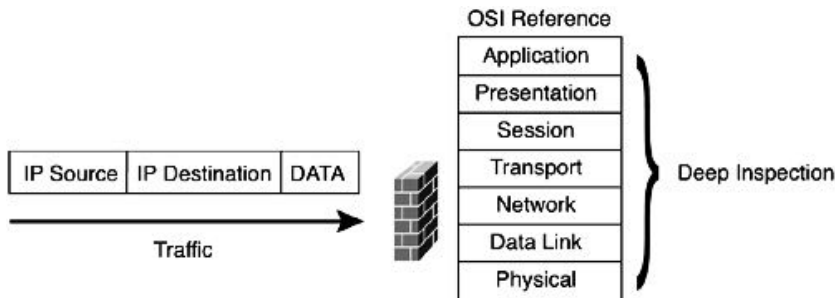 OSI Reference
Application
Presentation
Session
Transport
Network
Data Link
Physical
IP Source IP Destination DATA
Traffic
Deep Inspection